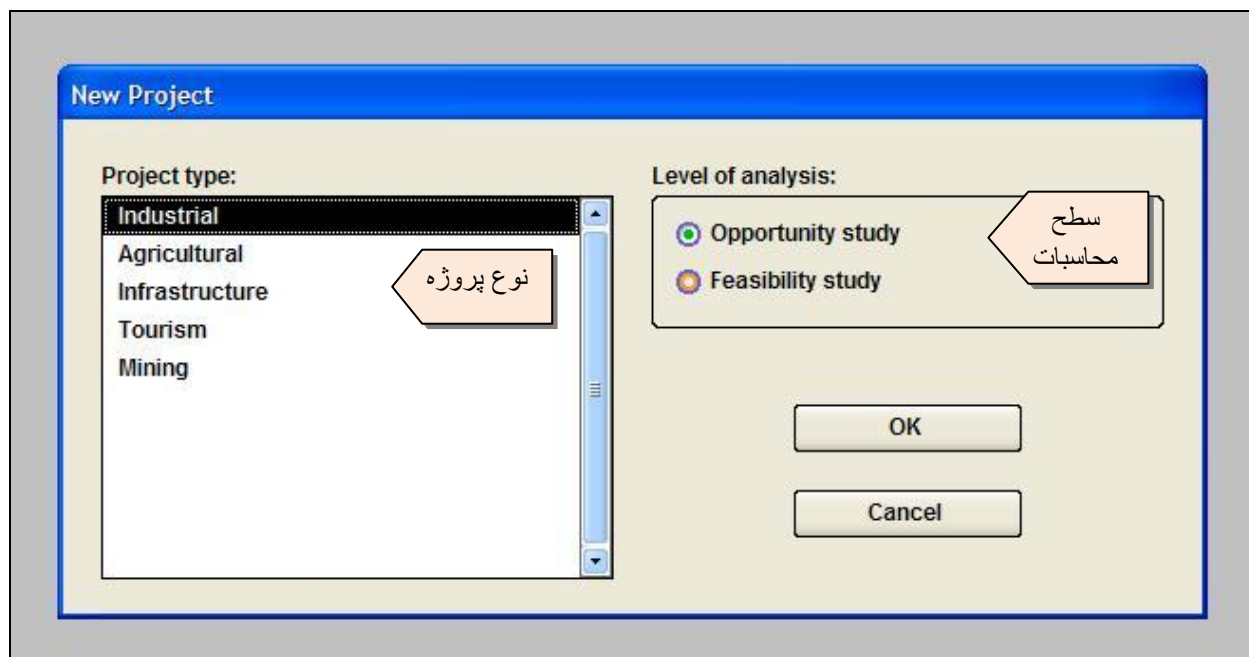 New Project
Project type:
Industrial
Agricultural
Infrastructure
Tourism
Mining
نوع پروژه
Level of analysis:
Opportunity study
Feasibility study
سطح
محاسبات
OK
Cancel